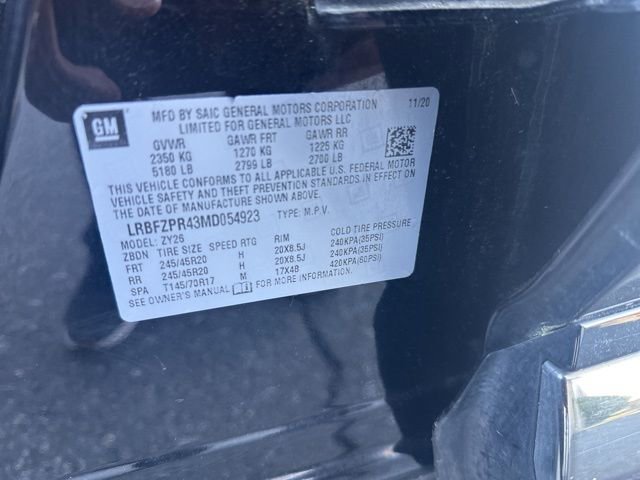 GM
MFD BY SAIC GENERAL MOTORS CORPORATION 11/20
LIMITED FOR GENERAL MOTORS LLC
GVWR GAWR FRT GAWR RR
2350 KG 1270 KG 1225 KG
5180 LB 2799 LB 2700 LB
THIS VEHICLE CONFORMS TO ALL APPLICABLE U.S. FEDERAL MOTOR
VEHICLE SAFETY AND THEFT PREVENTION STANDARDS IN EFFECT ON
THE DATE OF MANUFACTURE SHOWN ABOVE.
LRBFZPR43MD054923 TYPE: M.P.V.
MODEL: ZY26
ZBDN TIRE SIZE SPEED RTG RIM COLD TIRE PRESSURE
FRT 245/45R20 H 20X8.5J 240KPA(35PSI)
RR 245/45R20 H 20X8.5J 240KPA(35PSI)
SPA T145/70R17 M 17X4B 420KPA(60PSI)
SEE OWNER'S MANUAL FOR MORE INFORMATION.